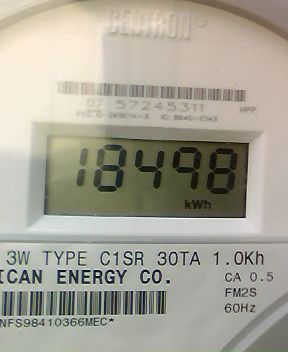 CENTRON®
07 57245311 HPP
18498
kWh
3W TYPE C1SR 30TA 1.0Kh
ICAN ENERGY CO. CA 0.5
FM2S
NFS98410366MEC* 60Hz